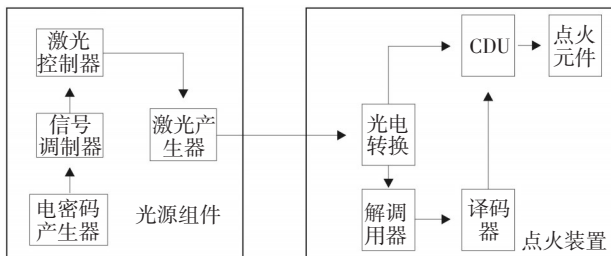 激光
控制器
信号
调制器
电密码
产生器
激光产
生器
光源组件
CDU
点火
元件
光电
转换
解调
用器
译码
器
点火装置